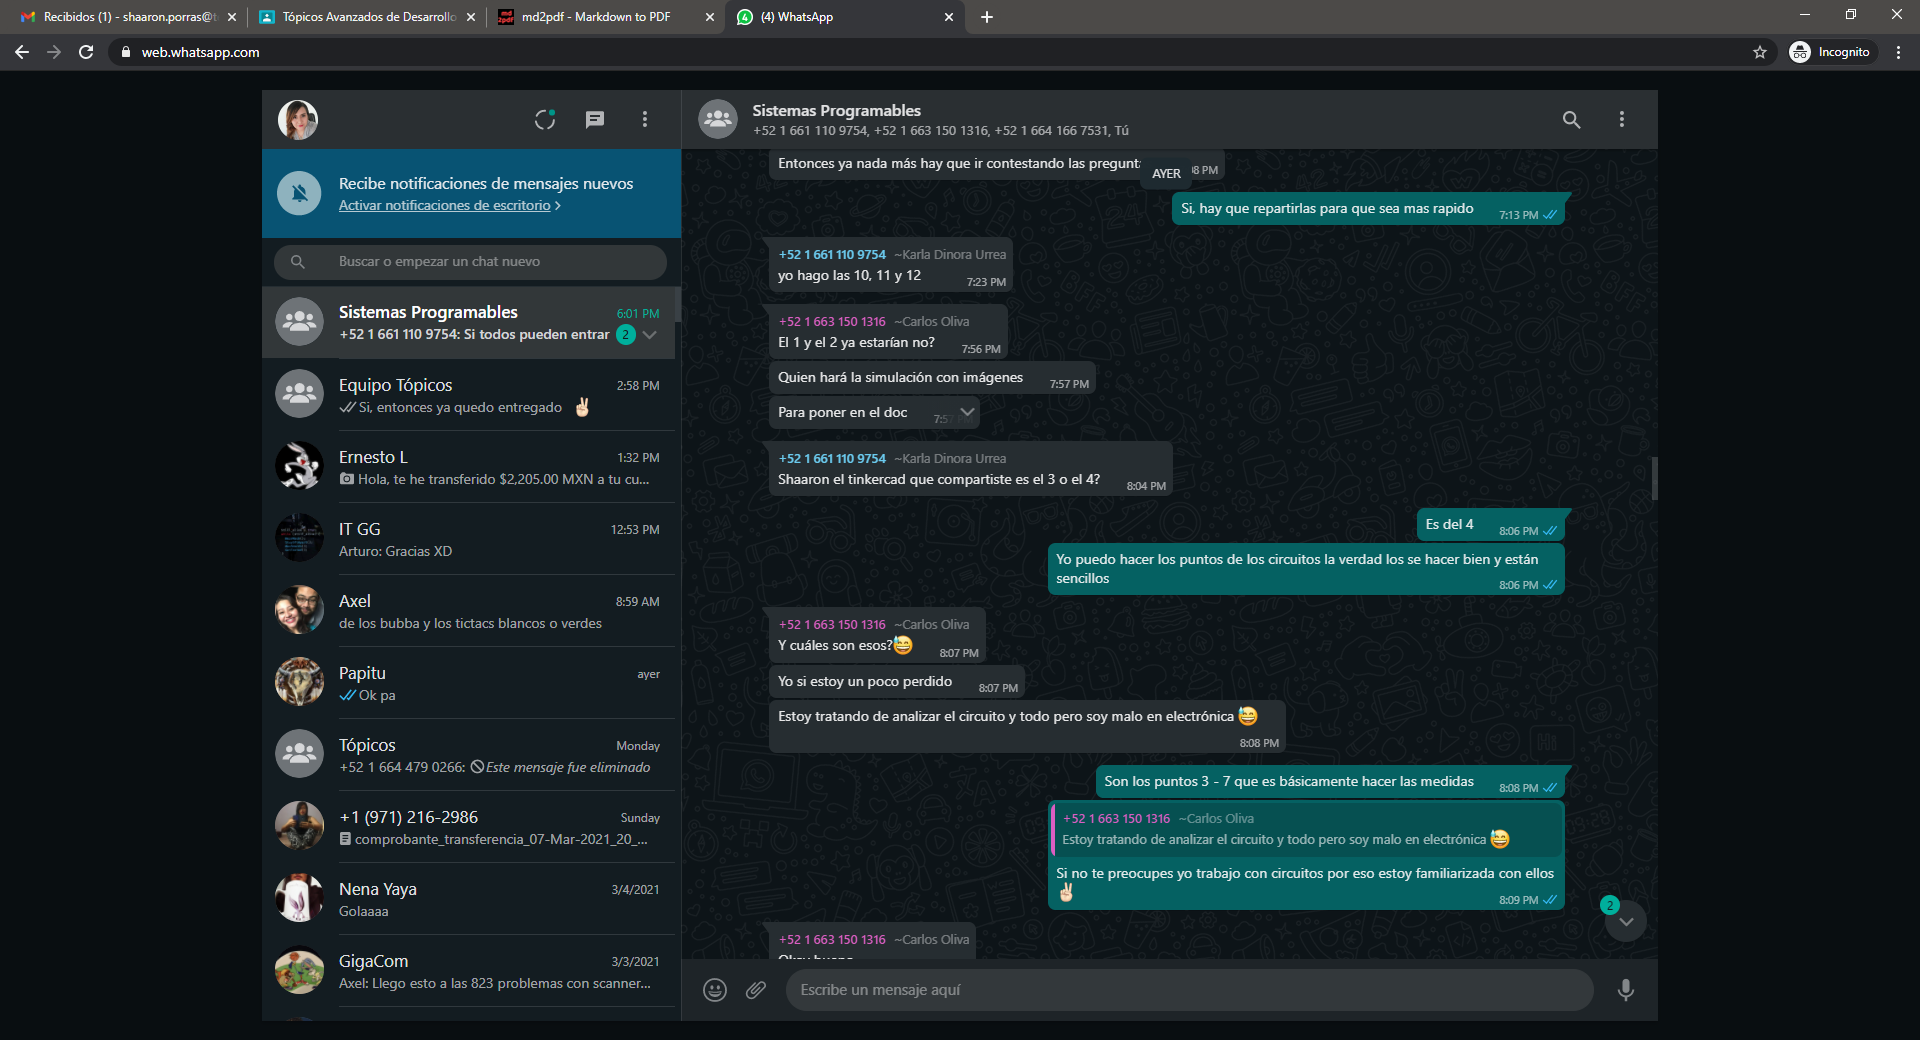 Recibidos (1) - shaaron.porras@t
Tópicos Avanzados de Desarrollo
md2pdf - Markdown to PDF
(4) WhatsApp
web.whatsapp.com
Incognito
Recibe notificaciones de mensajes nuevos
Activar notificaciones de escritorio >
Buscar o empezar un chat nuevo
Sistemas Programables
6:01 PM
+52 1 661 110 9754: Si todos pueden entrar
2
Equipo Tópicos
2:58 PM
Si, entonces ya quedo entregado ✌🏻
Ernesto L
1:32 PM
Hola, te he transferido $2,205.00 MXN a tu cu...
IT GG
12:53 PM
Arturo: Gracias XD
Axel
8:59 AM
de los bubba y los tictacs blancos o verdes
Papitu
ayer
Ok pa
Tópicos
Monday
+52 1 664 479 0266: Este mensaje fue eliminado
+1 (971) 216-2986
Sunday
comprobante_transferencia_07-Mar-2021_20_...
Nena Yaya
3/4/2021
Golaaaa
GigaCom
3/3/2021
Axel: Llego esto a las 823 problemas con scanner...
Sistemas Programables
+52 1 661 110 9754, +52 1 663 150 1316, +52 1 664 166 7531, Tú
Entonces ya nada más hay que ir contestando las
8 PM
AYER
Si, hay que repartirlas para que sea mas rapido
7:13 PM
+52 1 661 110 9754 ~Karla Dinora Urrea
yo hago las 10, 11 y 12
7:23 PM
+52 1 663 150 1316 ~Carlos Oliva
El 1 y el 2 ya estarían no?
7:56 PM
Quien hará la simulación con imágenes
7:57 PM
Para poner en el doc
7:57
+52 1 661 110 9754 ~Karla Dinora Urrea
Shaaron el tinkercad que compartiste es el 3 o el 4?
8:04 PM
Es del 4
8:06 PM
Yo puedo hacer los puntos de los circuitos la verdad los se hacer bien y están
sencillos
8:06 PM
+52 1 663 150 1316 ~Carlos Oliva
Y cuáles son esos?😅
8:07 PM
Yo si estoy un poco perdido
8:07 PM
Estoy tratando de analizar el circuito y todo pero soy malo en electrónica 😅
8:08 PM
Son los puntos 3 - 7 que es básicamente hacer las medidas
8:08 PM
+52 1 663 150 1316 ~Carlos Oliva
Estoy tratando de analizar el circuito y todo pero soy malo en electrónica 😅
Si no te preocupes yo trabajo con circuitos por eso estoy familiarizada con ellos
✌🏻
8:09 PM
2
+52 1 663 150 1316 ~Carlos Oliva
Escribe un mensaje aquí